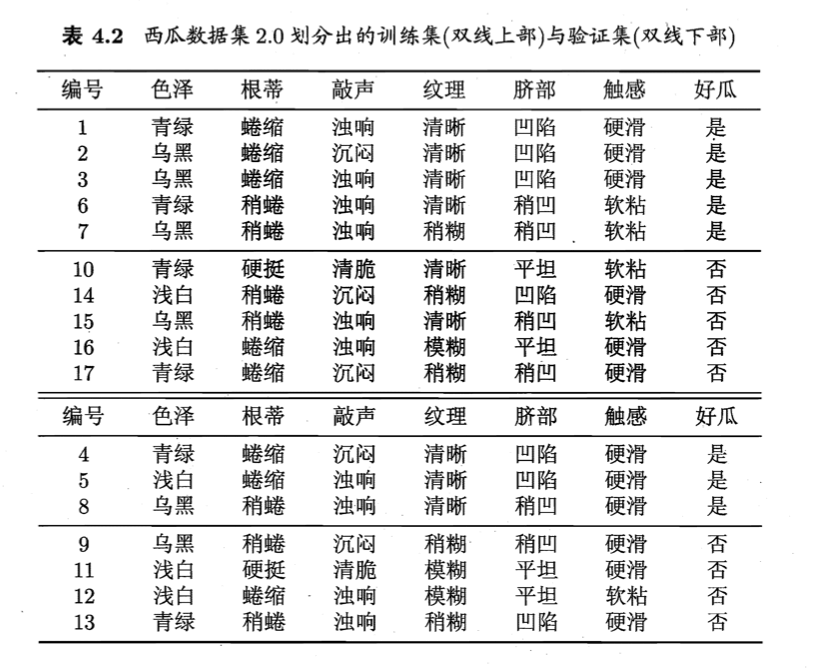 表 4.2 西瓜数据集2.0划分出的训练集(双线上部)与验证集(双线下部)
编号 色泽 根蒂 敲声 纹理 脐部 触感 好瓜
1 青绿 蜷缩 浊响 清晰 凹陷 硬滑 是
2 乌黑 蜷缩 沉闷 清晰 凹陷 硬滑 是
3 乌黑 蜷缩 浊响 清晰 凹陷 硬滑 是
6 青绿 稍蜷 浊响 清晰 稍凹 软粘 是
7 乌黑 稍蜷 浊响 稍糊 稍凹 软粘 是
10 青绿 硬挺 清脆 清晰 平坦 软粘 否
14 浅白 稍蜷 沉闷 稍糊 凹陷 硬滑 否
15 乌黑 稍蜷 浊响 清晰 稍凹 软粘 否
16 浅白 蜷缩 浊响 模糊 平坦 硬滑 否
17 青绿 蜷缩 沉闷 稍糊 稍凹 硬滑 否
编号 色泽 根蒂 敲声 纹理 脐部 触感 好瓜
4 青绿 蜷缩 沉闷 清晰 凹陷 硬滑 是
5 浅白 蜷缩 浊响 清晰 凹陷 硬滑 是
8 乌黑 稍蜷 浊响 清晰 稍凹 硬滑 是
9 乌黑 稍蜷 沉闷 稍糊 稍凹 硬滑 否
11 浅白 硬挺 清脆 模糊 平坦 硬滑 否
12 浅白 蜷缩 浊响 模糊 平坦 软粘 否
13 青绿 稍蜷 浊响 稍糊 凹陷 硬滑 否